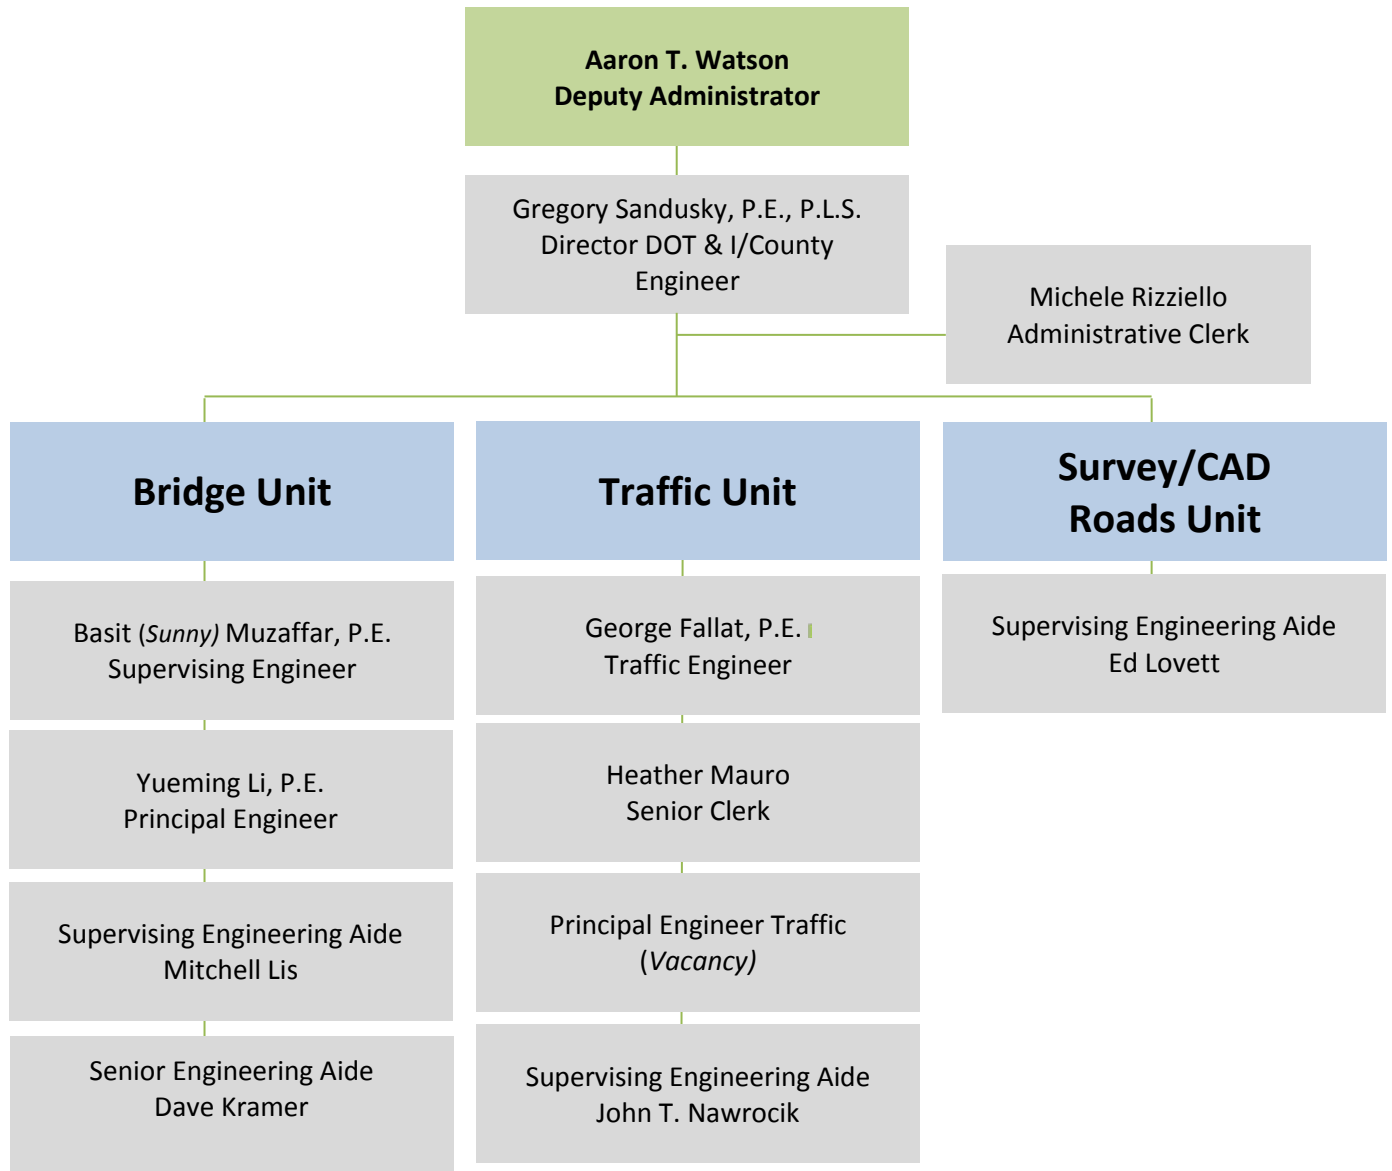 Aaron T. Watson
Deputy Administrator
Gregory Sandusky, P.E., P.L.S.
Director DOT & I/County
Engineer
Michele Rizziello
Administrative Clerk
Bridge Unit
Basit (Sunny) Muzaffar, P.E.
Supervising Engineer
Yueming Li, P.E.
Principal Engineer
Supervising Engineering Aide
Mitchell Lis
Senior Engineering Aide
Dave Kramer
Traffic Unit
George Fallat, P.E.
Traffic Engineer
Heather Mauro
Senior Clerk
Principal Engineer Traffic
(Vacancy)
Supervising Engineering Aide
John T. Nawrocik
Survey/CAD
Roads Unit
Supervising Engineering Aide
Ed Lovett